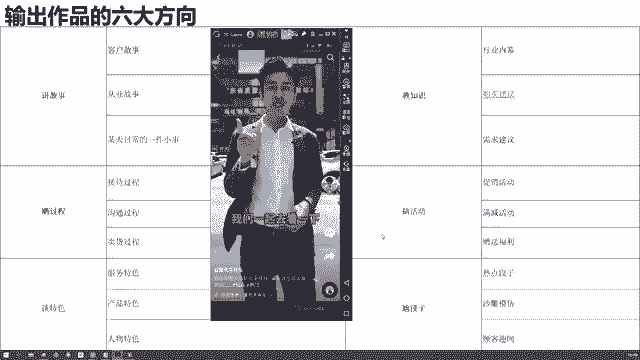 输出作品的六大方向
讲故事
客户故事
从业故事
某天日常的一件小事
晒过程
接待过程
沟通过程
卖货过程
谈特色
服务特色
产品特色
人物特色
我们一起去看一下
教知识
行业内幕
购买建议
需求建议
搞活动
促销活动
满减活动
赠送福利
跑段子
热点段子
沙雕模仿
顾客趣闻